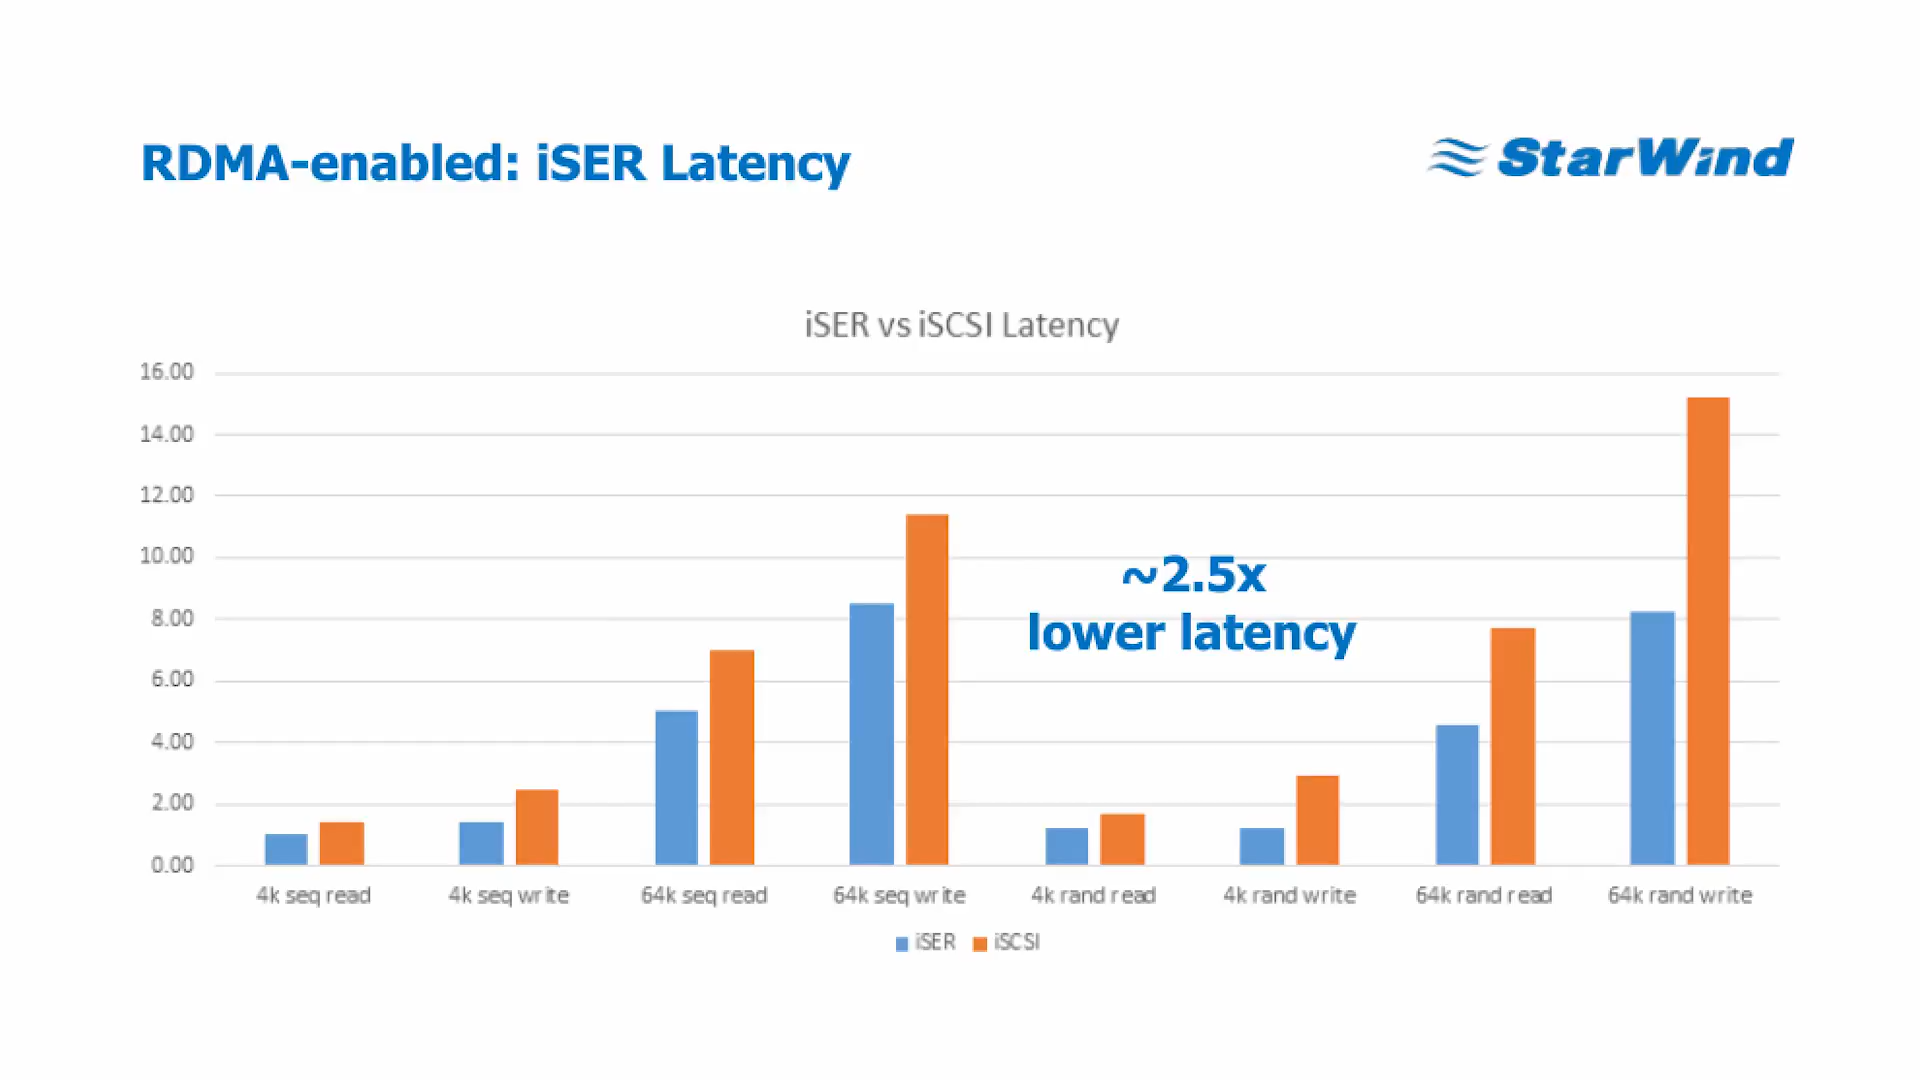 RDMA-enabled: iSER Latency
StarWind
iSER vs iSCSI Latency
16.00
14.00
12.00
10.00
8.00
6.00
4.00
2.00
0.00
~2.5x
lower latency
4k seq read 4k seq write 64k seq read 64k seq write 4k rand read 4k rand write 64k rand read 64k rand write
iSER iSCSI